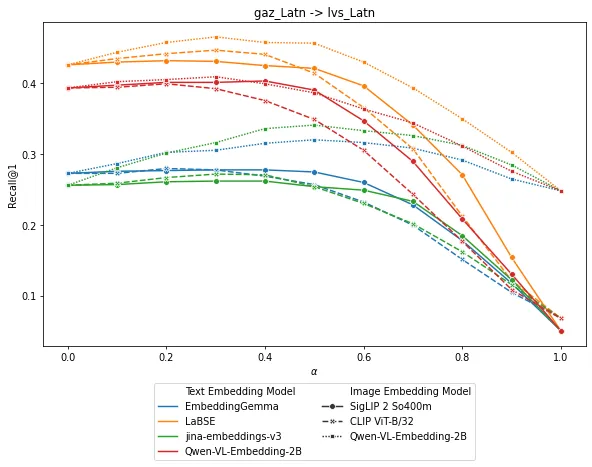 gaz_Latn -> lvs_Latn
Recall@1
0.4
0.3
0.2
0.1
0.0 0.2 0.4 0.6 0.8 1.0
α
Text Embedding Model
EmbeddingGemma
LaBSE
jina-embeddings-v3
Qwen-VL-Embedding-2B
Image Embedding Model
SigLIP 2 So400m
CLIP ViT-B/32
Qwen-VL-Embedding-2B